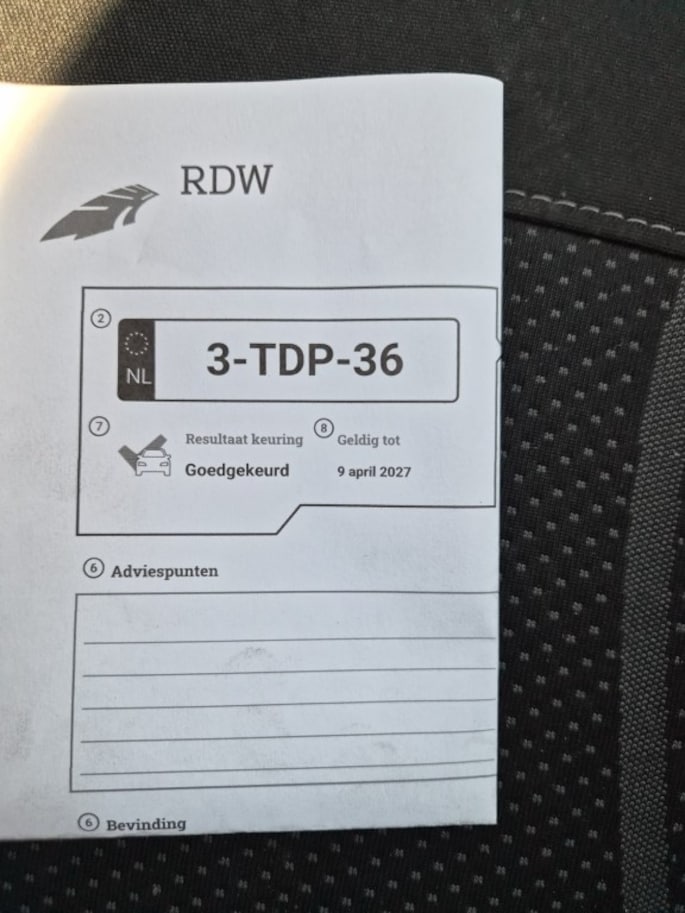 RDW
2
NL
3-TDP-36
7
Resultaat keuring
8
Geldig tot
Goedgekeurd
9 april 2027
6 Adviespunten
6 Bevinding